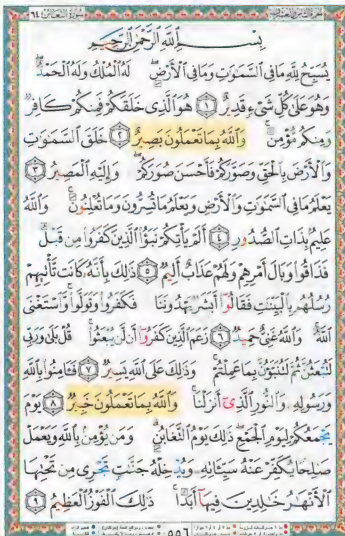 سورة التغابن ٦٤
بِسْمِ ٱللَّهِ ٱلرَّحْمَٰنِ ٱلرَّحِيمِ
يُسَبِّحُ لِلَّهِ مَا فِي ٱلسَّمَٰوَٰتِ وَمَا فِي ٱلْأَرْضِۖ لَهُ ٱلْمُلْكُ وَلَهُ ٱلْحَمْدُۖ
وَهُوَ عَلَىٰ كُلِّ شَيْءٍ قَدِيرٌ ١ هُوَ ٱلَّذِي خَلَقَكُمْ فَمِنكُمْ كَافِرٌ
وَمِنكُم مُّؤْمِنٌۚ وَٱللَّهُ بِمَا تَعْمَلُونَ بَصِيرٌ ٢ خَلَقَ ٱلسَّمَٰوَٰتِ
وَٱلْأَرْضَ بِٱلْحَقِّ وَصَوَّرَكُمْ فَأَحْسَنَ صُوَرَكُمْۖ وَإِلَيْهِ ٱلْمَصِيرُ ٣
يَعْلَمُ مَا فِي ٱلسَّمَٰوَٰتِ وَٱلْأَرْضِ وَيَعْلَمُ مَا تُسِرُّونَ وَمَا تُعْلِنُونَۚ وَٱللَّهُ
عَلِيمٌۢ بِذَاتِ ٱلصُّدُورِ ٤ أَلَمْ يَأْتِكُمْ نَبَؤُا۟ ٱلَّذِينَ كَفَرُوا۟ مِن قَبْلُ
فَذَاقُوا۟ وَبَالَ أَمْرِهِمْ وَلَهُمْ عَذَابٌ أَلِيمٌ ٥ ذَٰلِكَ بِأَنَّهُۥ كَانَت تَّأْتِيهِمْ
رُسُلُهُم بِٱلْبَيِّنَٰتِ فَقَالُوٓا۟ أَبَشَرٌ يَهْدُونَنَا فَكَفَرُوا۟ وَتَوَلَّوا۟ۚ وَّٱسْتَغْنَى
ٱللَّهُۚ وَٱللَّهُ غَنِيٌّ حَمِيدٌ ٦ زَعَمَ ٱلَّذِينَ كَفَرُوٓا۟ أَن لَّن يُبْعَثُوا۟ۚ قُلْ بَلَىٰ وَرَبِّي
لَتُبْعَثُنَّ ثُمَّ لَتُنَبَّؤُنَّ بِمَا عَمِلْتُمْۚ وَذَٰلِكَ عَلَى ٱللَّهِ يَسِيرٌ ٧ فَـَٔامِنُوا۟ بِٱللَّهِ
وَرَسُولِهِۦ وَٱلنُّورِ ٱلَّذِيٓ أَنزَلْنَاۚ وَٱللَّهُ بِمَا تَعْمَلُونَ خَبِيرٌ ٨ يَوْمَ
يَجْمَعُكُمْ لِيَوْمِ ٱلْجَمْعِۖ ذَٰلِكَ يَوْمُ ٱلتَّغَابُنِۗ وَمَن يُؤْمِنۢ بِٱللَّهِ وَيَعْمَلْ
صَٰلِحًا يُكَفِّرْ عَنْهُ سَيِّـَٔاتِهِۦ وَيُدْخِلْهُ جَنَّٰتٍ تَجْرِي مِن تَحْتِهَا
ٱلْأَنْهَٰرُ خَٰلِدِينَ فِيهَآ أَبَدًاۚ ذَٰلِكَ ٱلْفَوْزُ ٱلْعَظِيمُ ٩
٥٥٦